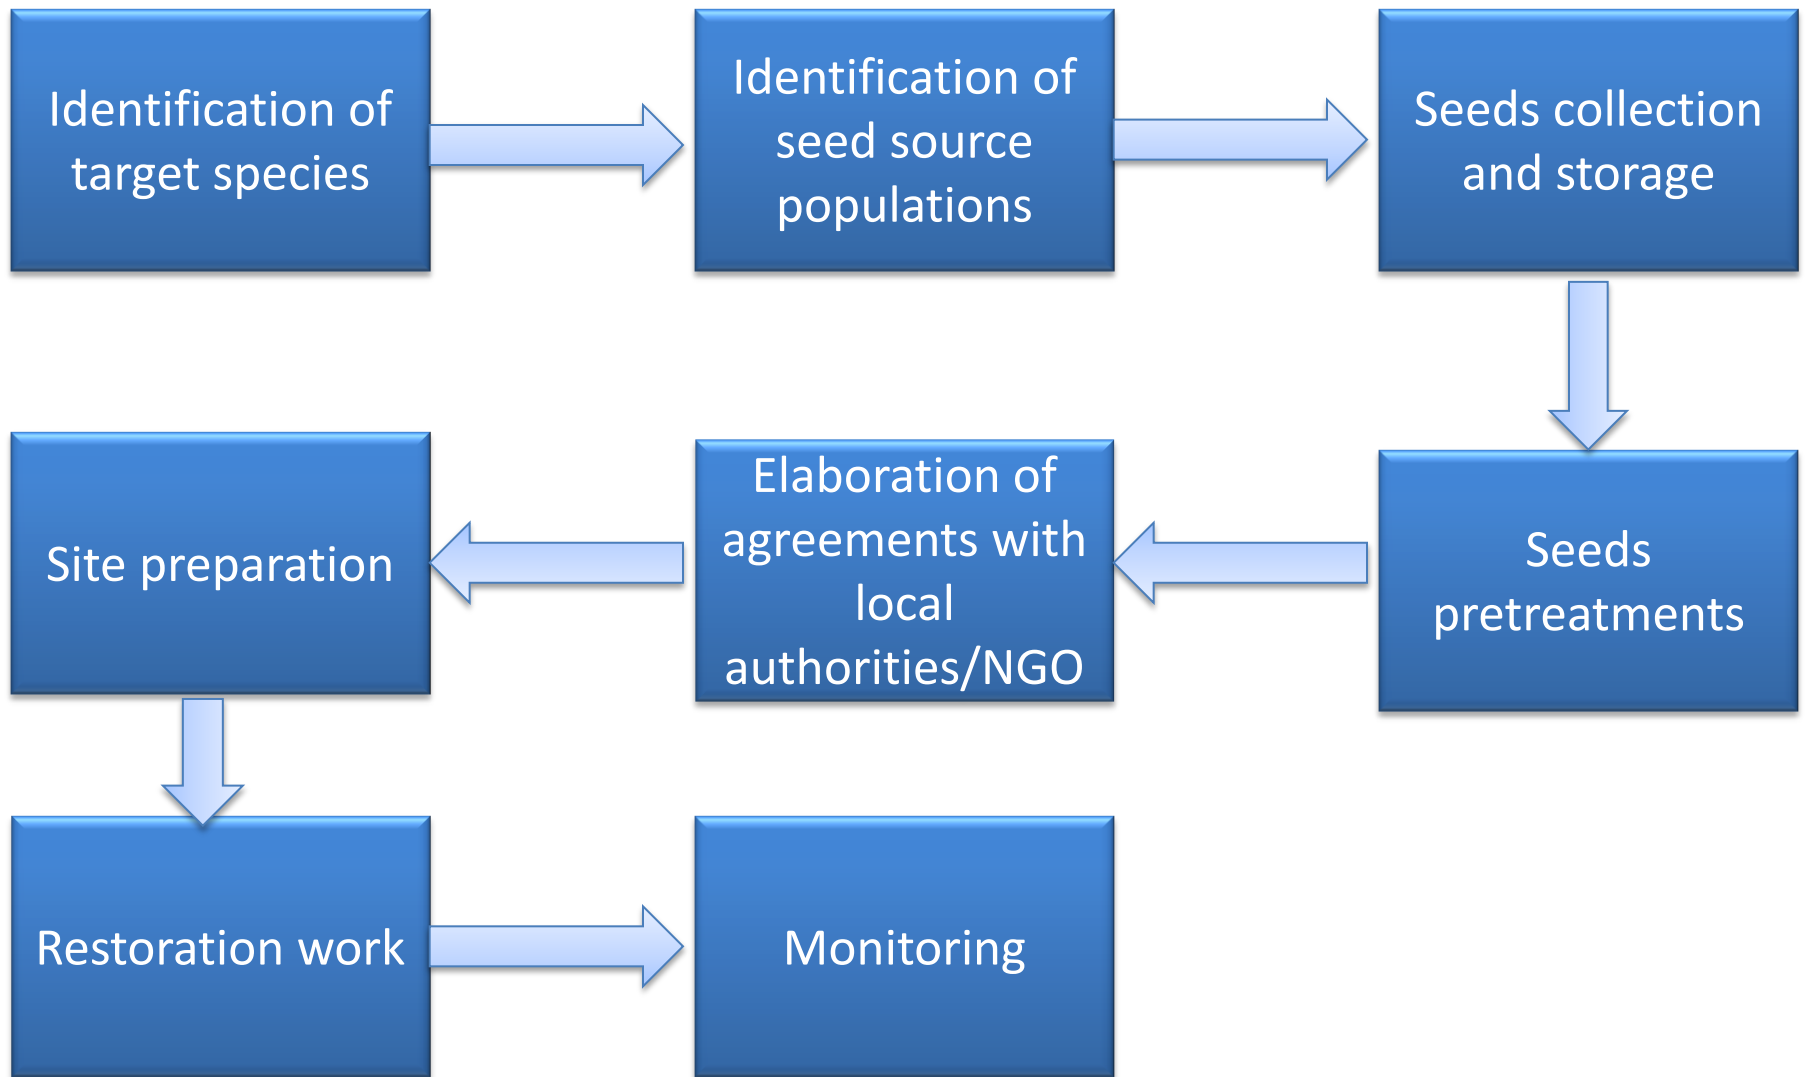 Identification of
target species
Identification of
seed source
populations
Seeds collection
and storage
Seeds
pretreatments
Elaboration of
agreements with
local
authorities/NGO
Site preparation
Restoration work
Monitoring